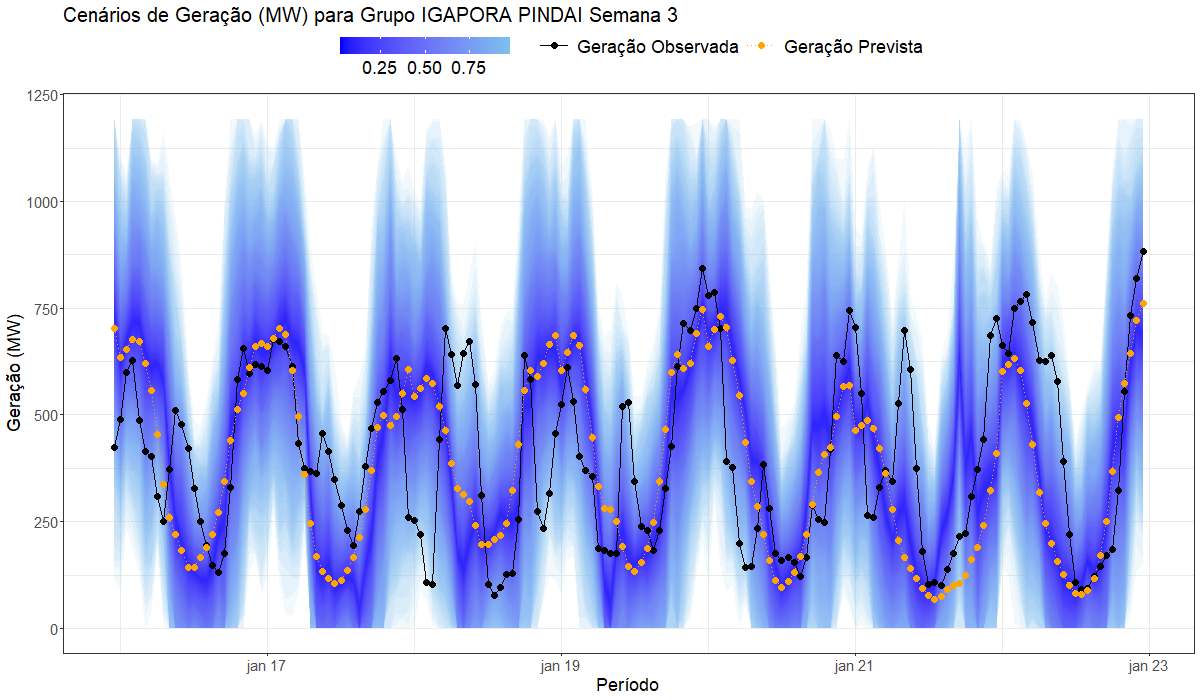 Cenários de Geração (MW) para Grupo IGAPORA PINDAI Semana 3
0.25 0.50 0.75
Geração Observada
Geração Prevista
Geração (MW)
1250
1000
750
500
250
0
jan 17 jan 19 jan 21 jan 23
Período